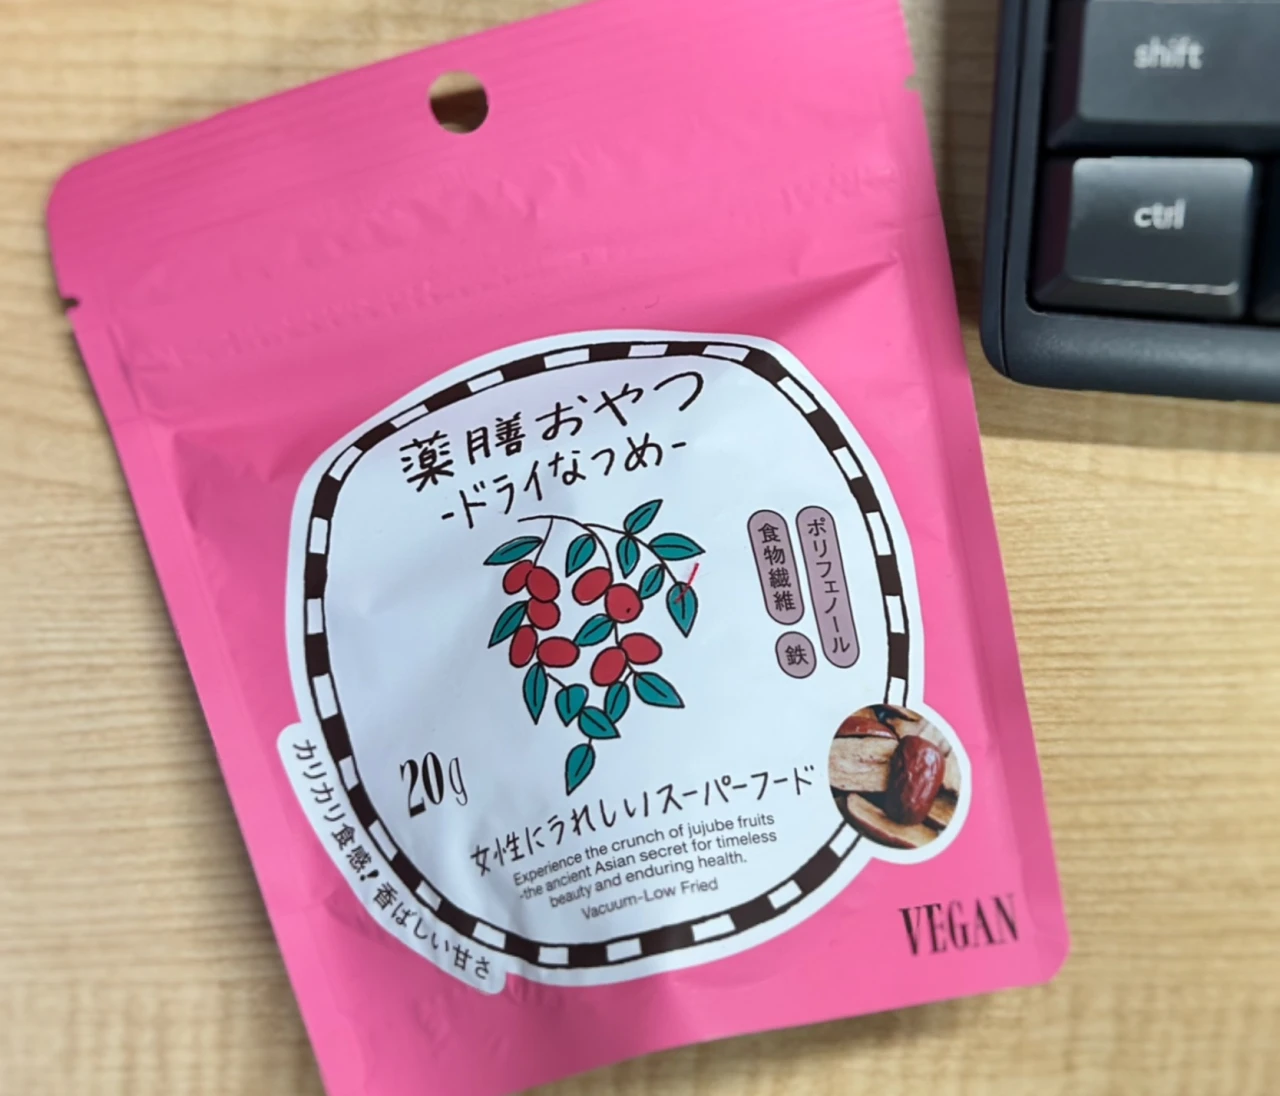 薬膳おやつ
-ドライなつめ-
ポリフェノール
食物繊維
鉄
20g
女性にうれしいスーパーフード
Experience the crunch of jujube fruits
-the ancient Asian secret for timeless
beauty and enduring health.
Vacuum-Low Fried
カリカリ食感！香ばしい甘さ
VEGAN
shift
ctrl